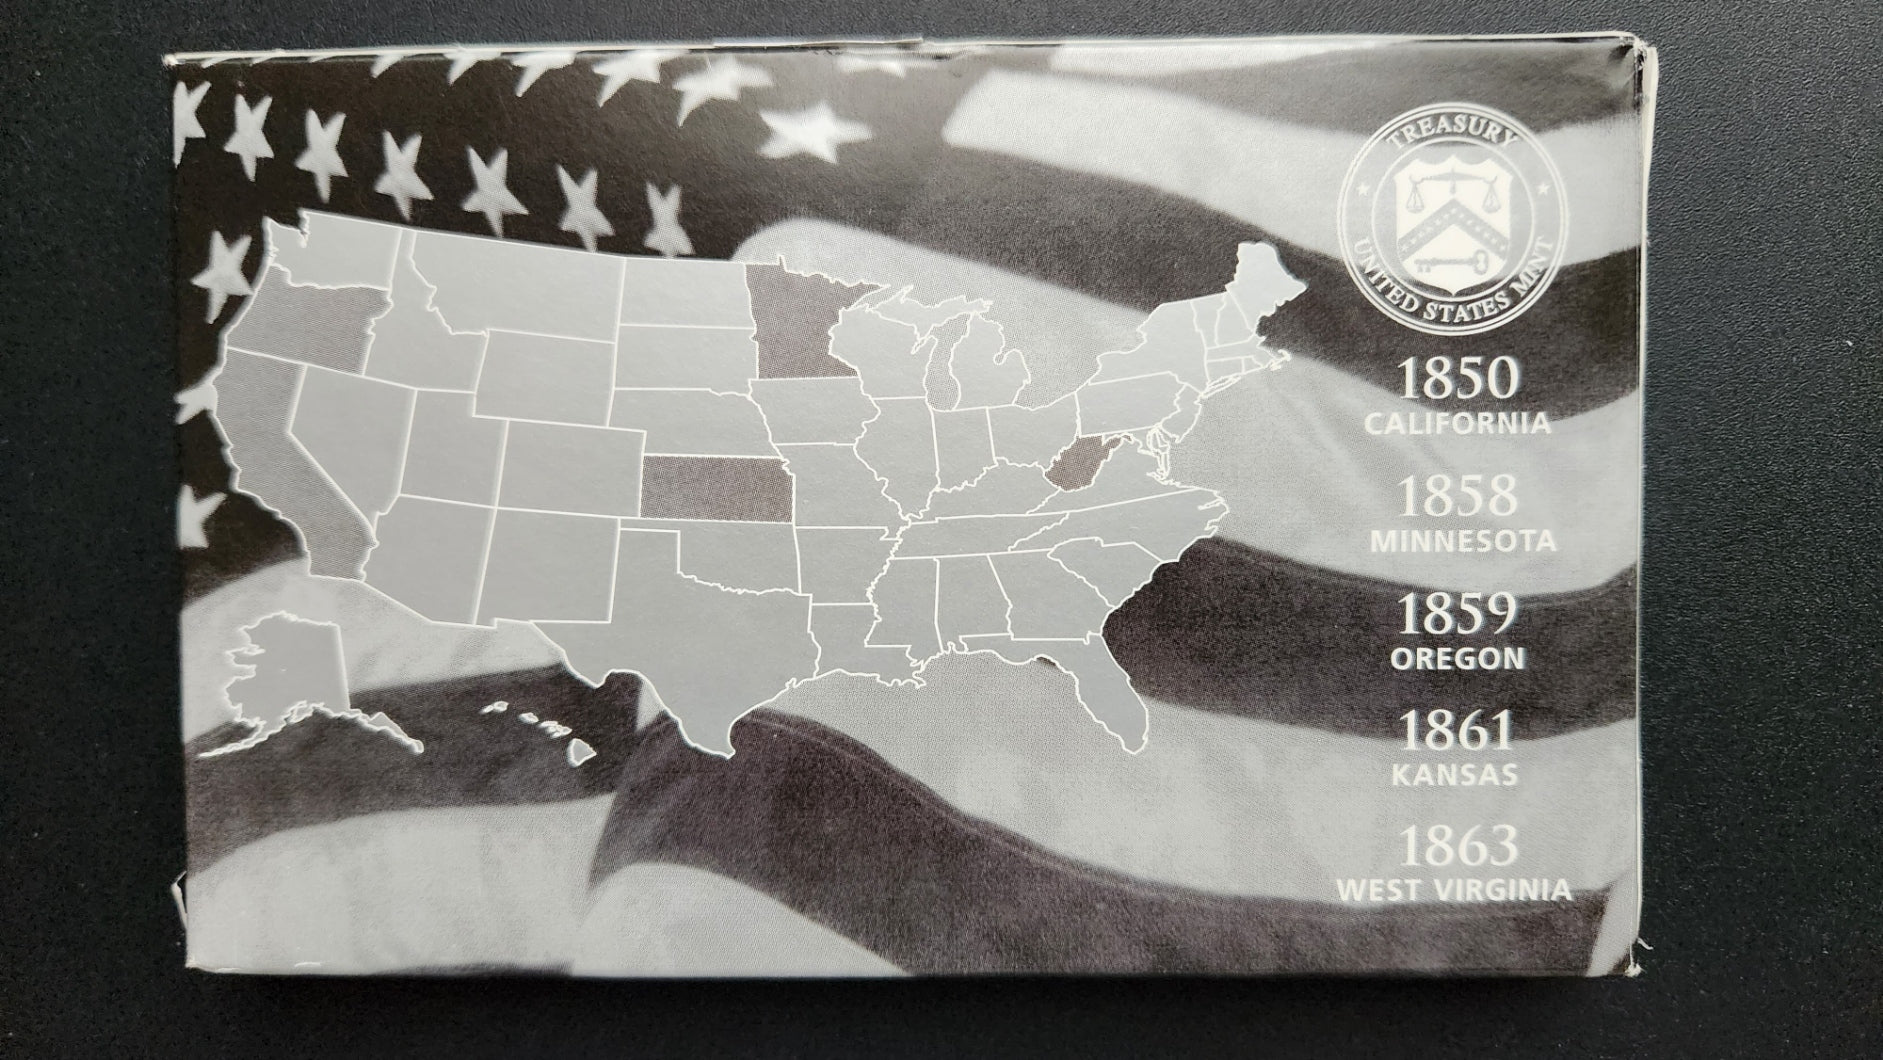 TREASURY
UNITED STATES MINT
1850
CALIFORNIA
1858
MINNESOTA
1859
OREGON
1861
KANSAS
1863
WEST VIRGINIA